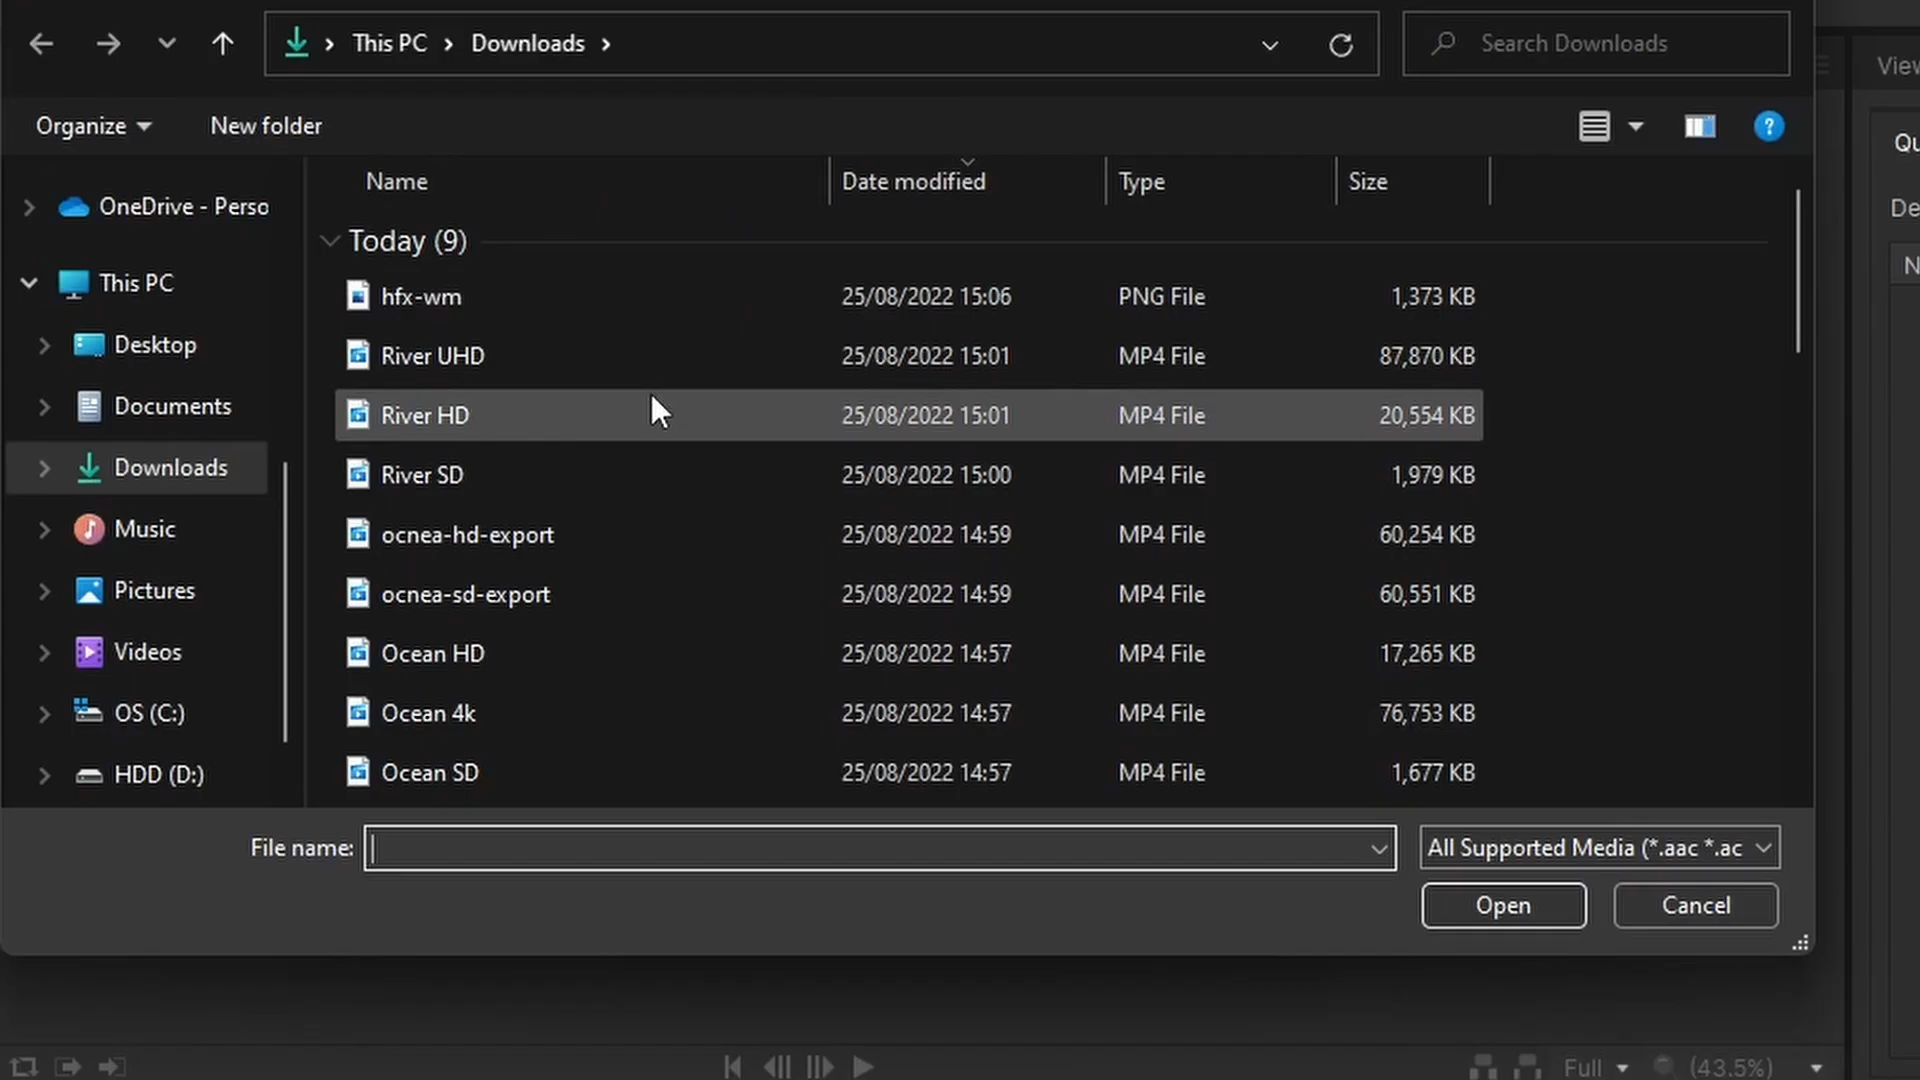 This PC Downloads Search Downloads
View
Organize New folder
Qu
Name Date modified Type Size
OneDrive - Perso
De
Today (9)
N
This PC
hfx-wm 25/08/2022 15:06 PNG File 1,373 KB
Desktop
River UHD 25/08/2022 15:01 MP4 File 87,870 KB
Documents
River HD 25/08/2022 15:01 MP4 File 20,554 KB
Downloads
River SD 25/08/2022 15:00 MP4 File 1,979 KB
Music
ocnea-hd-export 25/08/2022 14:59 MP4 File 60,254 KB
Pictures
ocnea-sd-export 25/08/2022 14:59 MP4 File 60,551 KB
Videos
Ocean HD 25/08/2022 14:57 MP4 File 17,265 KB
OS (C:)
Ocean 4k 25/08/2022 14:57 MP4 File 76,753 KB
HDD (D:)
Ocean SD 25/08/2022 14:57 MP4 File 1,677 KB
File name: All Supported Media (*.aac *.ac
Open Cancel
Full (43.5%)